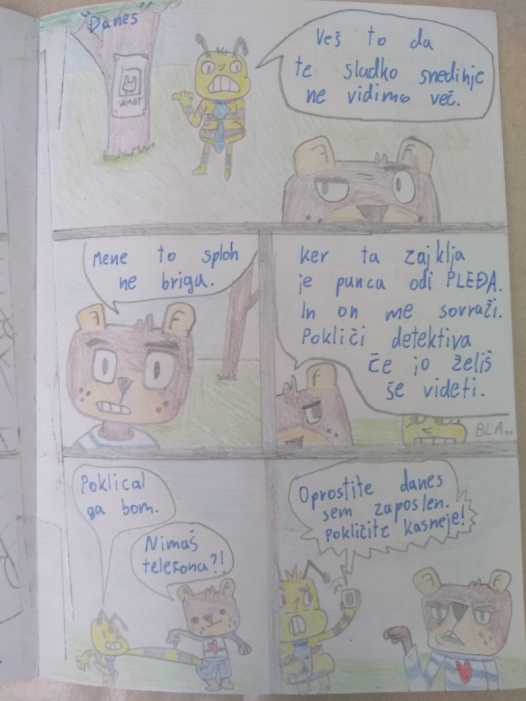 "Danes"
Veš to da
te sladko snedinje
ne vidimo več.
WANT
Mene to sploh
ne briga.
ker ta zajklja
je punca odi PLEĐA.
In on me sovraži.
Pokliči detektiva
če jo želiš
še videti.
BLA..
Poklical
ga bom.
Nimaš
telefona?!
Oprostite danes
sem zaposlen.
pokličite kasneje!